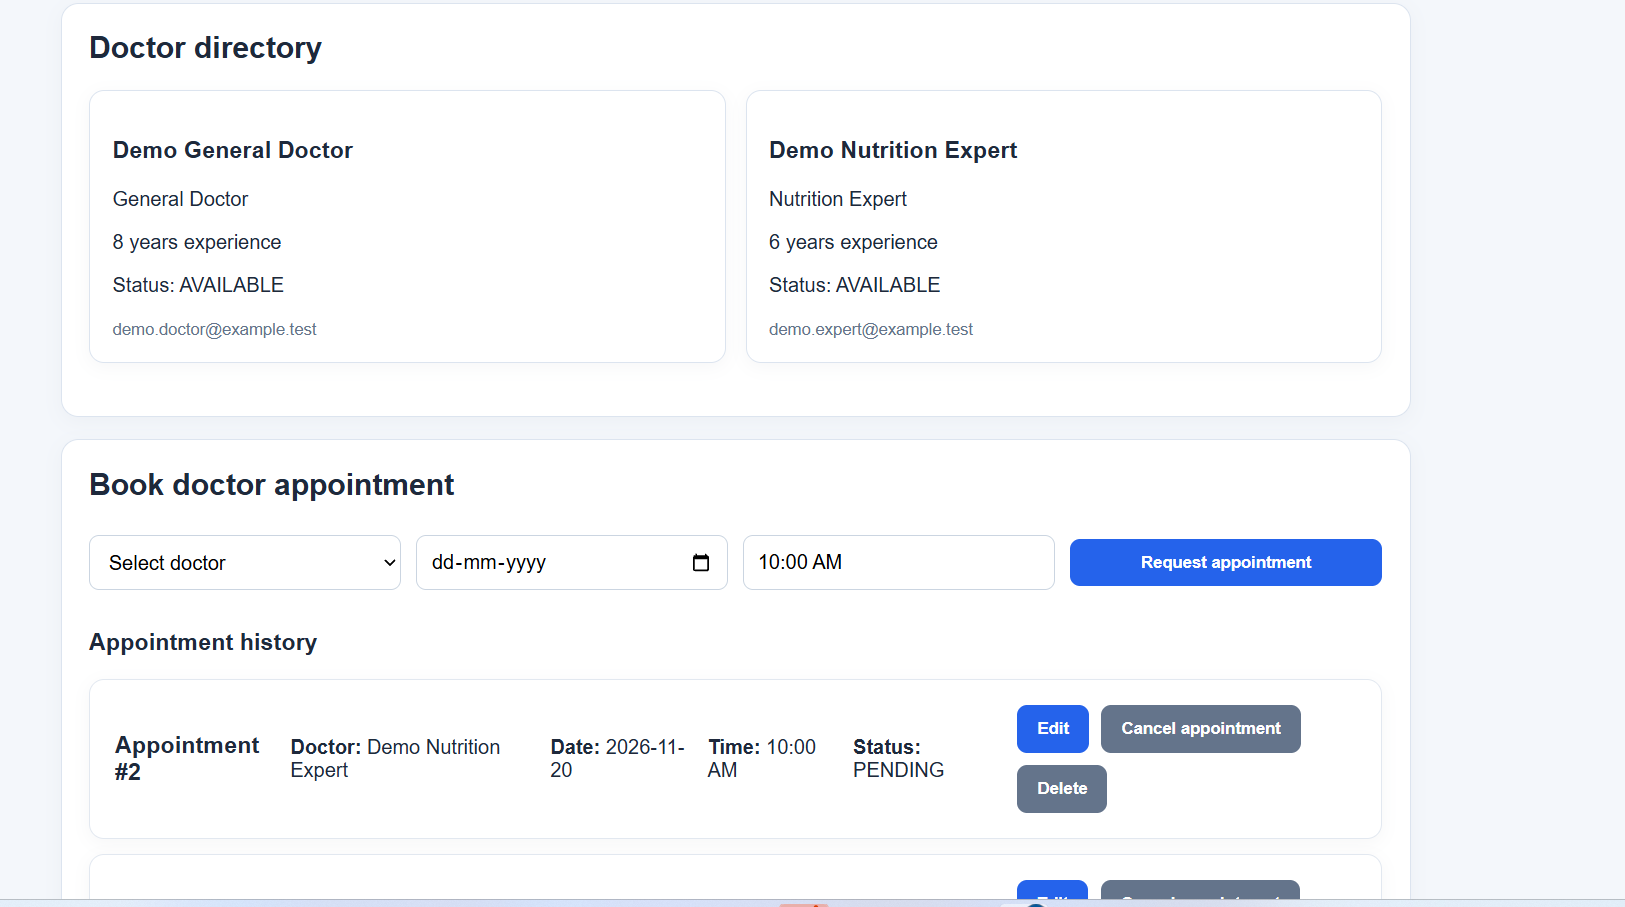 Doctor directory
Demo General Doctor
General Doctor
8 years experience
Status: AVAILABLE
demo.doctor@example.test
Demo Nutrition Expert
Nutrition Expert
6 years experience
Status: AVAILABLE
demo.expert@example.test
Book doctor appointment
Select doctor
dd-mm-yyyy
10:00 AM
Request appointment
Appointment history
Appointment
#2
Doctor: Demo Nutrition
Expert
Date: 2026-11-
20
Time: 10:00
AM
Status:
PENDING
Edit
Cancel appointment
Delete